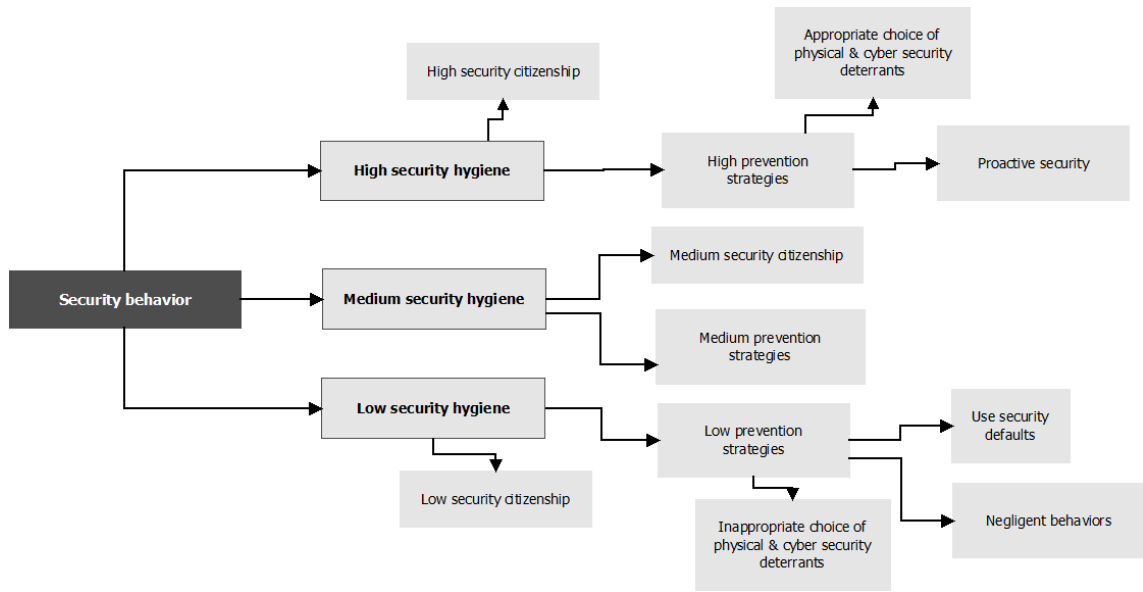 Appropriate choice of
physical & cyber security
deterrants
High security citizenship
High security hygiene
High prevention
strategies
Proactive security
Medium security citizenship
Security behavior
Medium security hygiene
Medium prevention
strategies
Low security hygiene
Low prevention
strategies
Use security
defaults
Low security citizenship
Inappropriate choice of
physical & cyber security
deterrants
Negligent behaviors